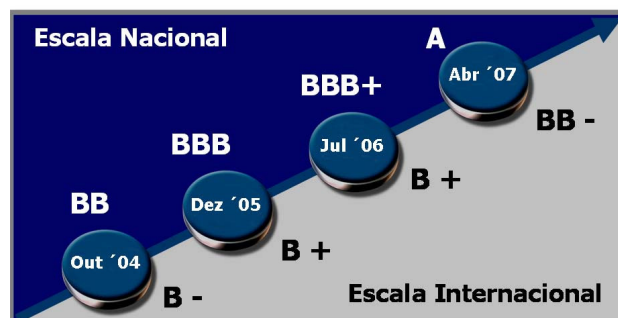 Escala Nacional
A
Abr ´07
BBB+
BB -
BBB
Jul ´06
B +
BB
Dez ´05
B +
Out ´04
B -
Escala Internacional